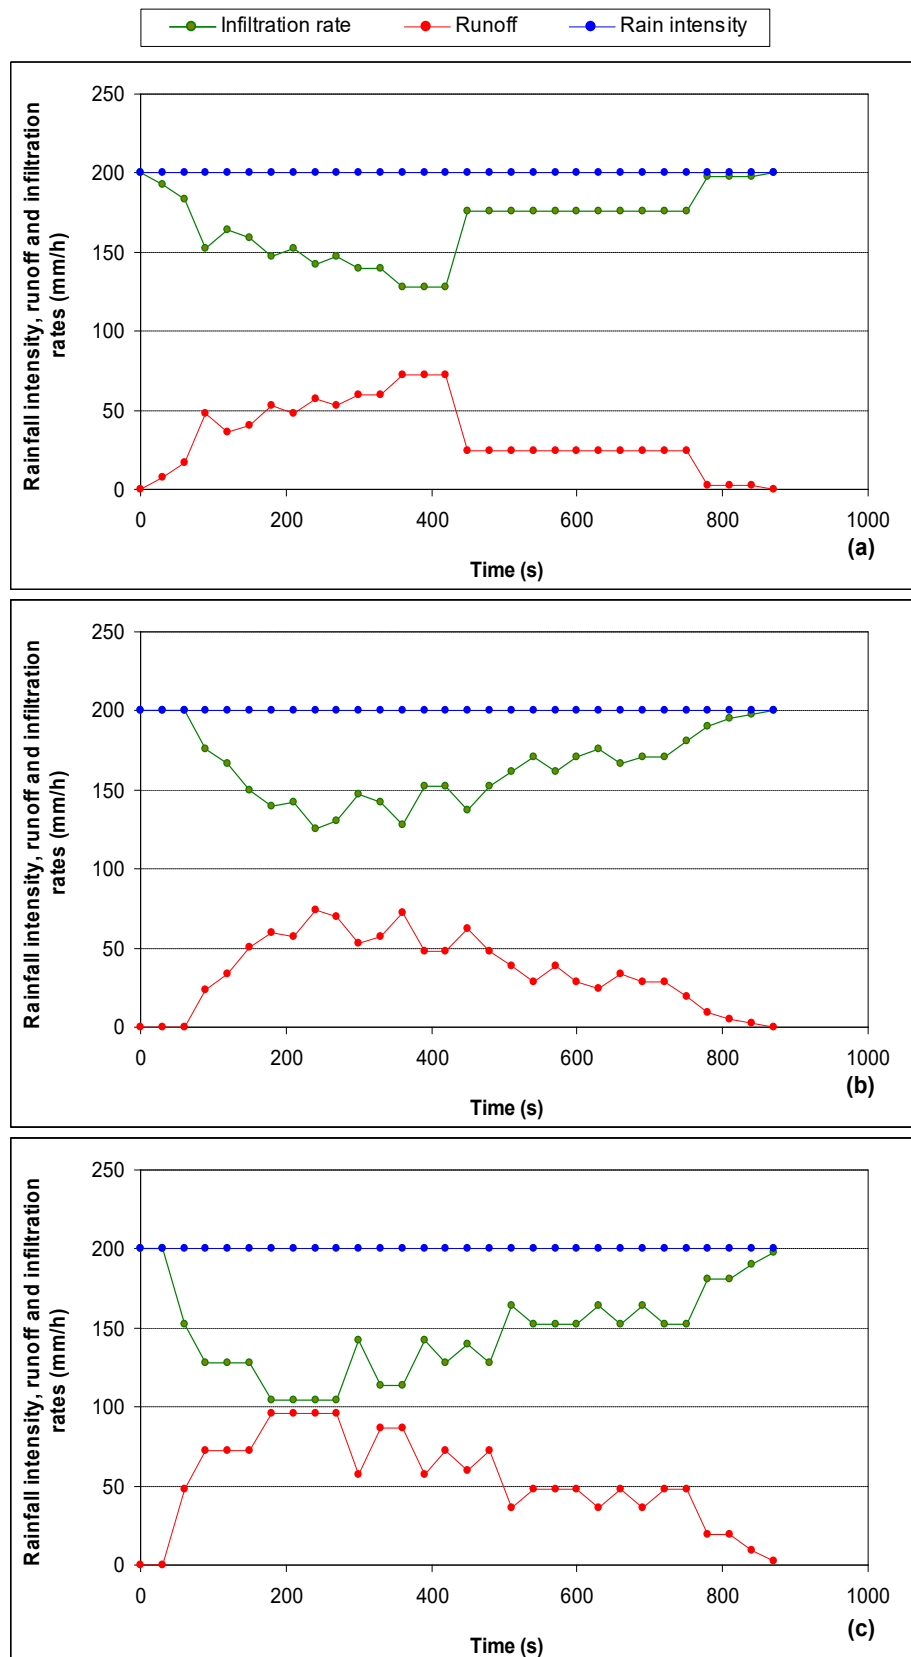 Infiltration rate Runoff Rain intensity
Rainfall intensity, runoff and infiltration
rates (mm/h)
250
200
150
100
50
0
0 200 400 600 800 1000
(a)
Time (s)
Rainfall intensity, runoff and infiltration
rates (mm/h)
250
200
150
100
50
0
0 200 400 600 800 1000
(b)
Time (s)
Rainfall intensity, runoff and infiltration
rates (mm/h)
250
200
150
100
50
0
0 200 400 600 800 1000
(c)
Time (s)